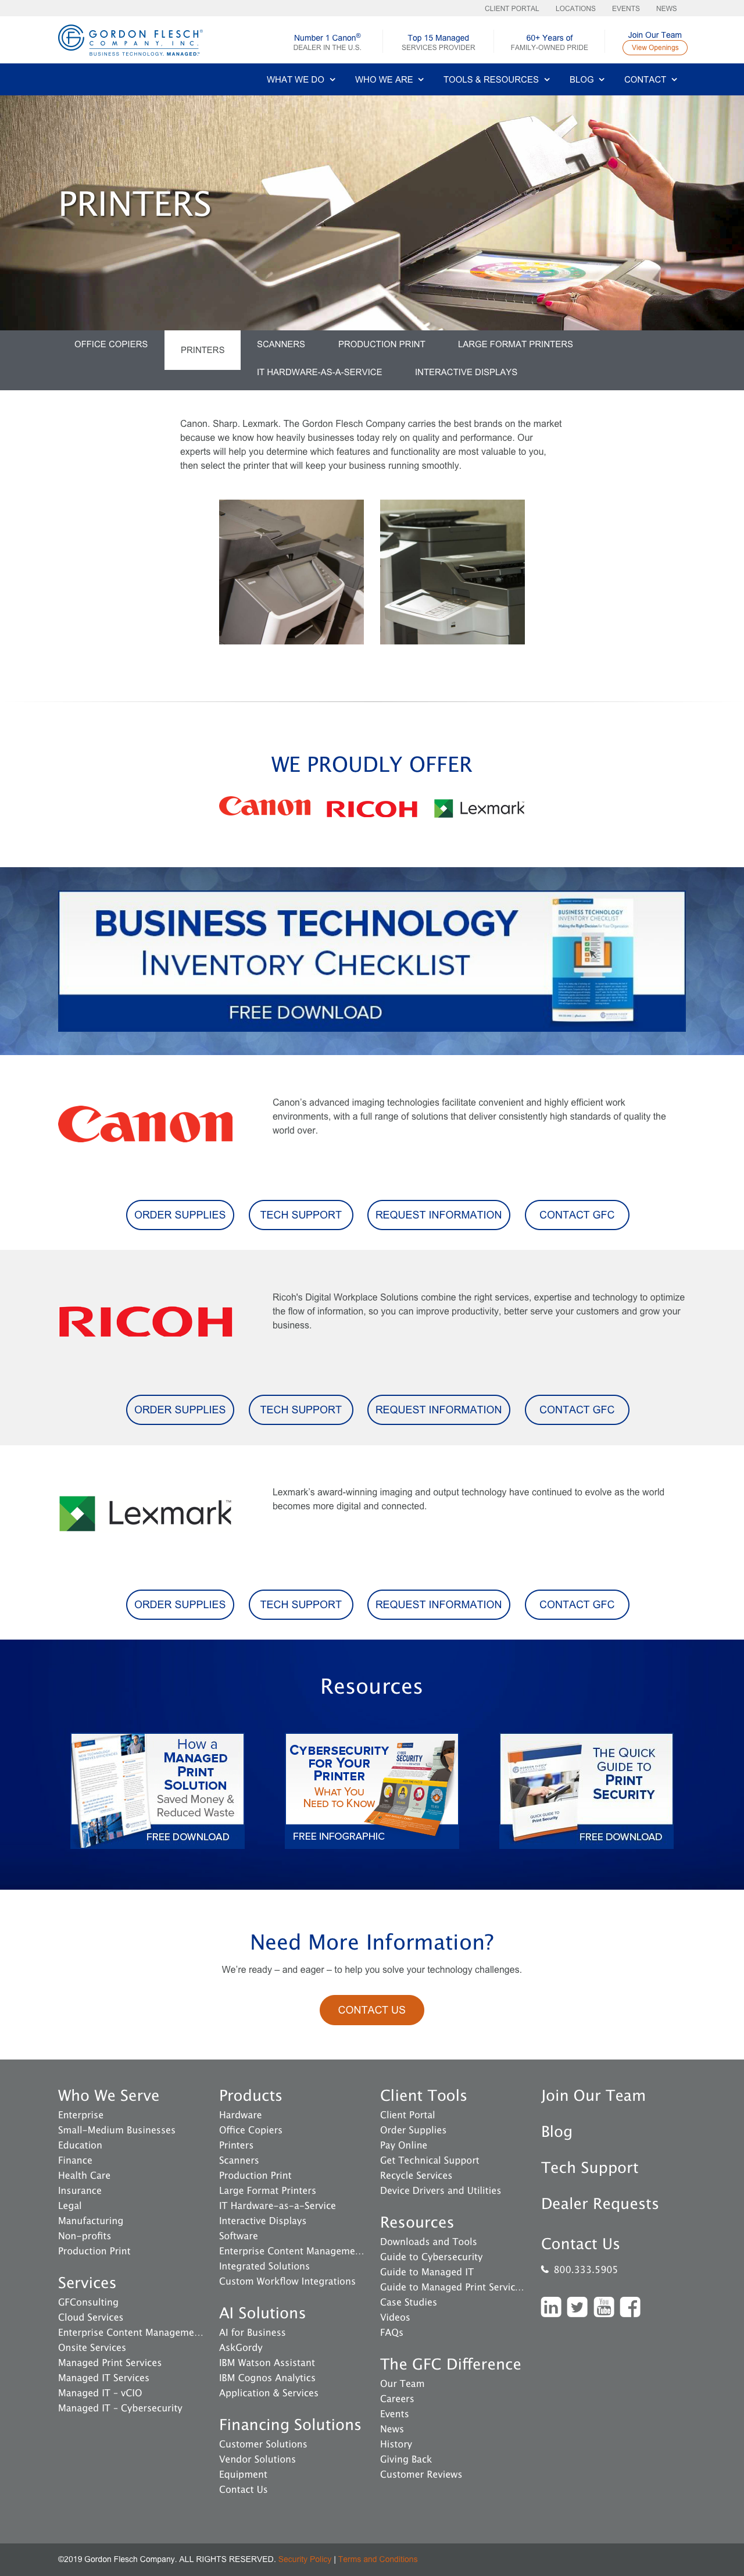 CLIENT PORTAL LOCATIONS EVENTS NEWS
GORDON FLESCH®
COMPANY, INC.
BUSINESS TECHNOLOGY. MANAGED.®
Number 1 Canon®
DEALER IN THE U.S.
Top 15 Managed
SERVICES PROVIDER
60+ Years of
FAMILY-OWNED PRIDE
Join Our Team
View Openings
WHAT WE DO WHO WE ARE TOOLS & RESOURCES BLOG CONTACT
PRINTERS
OFFICE COPIERS PRINTERS SCANNERS PRODUCTION PRINT LARGE FORMAT PRINTERS
IT HARDWARE-AS-A-SERVICE INTERACTIVE DISPLAYS
Canon. Sharp. Lexmark. The Gordon Flesch Company carries the best brands on the market
because we know how heavily businesses today rely on quality and performance. Our
experts will help you determine which features and functionality are most valuable to you,
then select the printer that will keep your business running smoothly.
WE PROUDLY OFFER
Canon RICOH Lexmark
BUSINESS TECHNOLOGY
INVENTORY CHECKLIST
FREE DOWNLOAD
BUSINESS TECHNOLOGY
INVENTORY CHECKLIST
Canon
Canon's advanced imaging technologies facilitate convenient and highly efficient work
environments, with a full range of solutions that deliver consistently high standards of quality the
world over.
ORDER SUPPLIES TECH SUPPORT REQUEST INFORMATION CONTACT GFC
RICOH
Ricoh's Digital Workplace Solutions combine the right services, expertise and technology to optimize
the flow of information, so you can improve productivity, better serve your customers and grow your
business.
ORDER SUPPLIES TECH SUPPORT REQUEST INFORMATION CONTACT GFC
Lexmark™
Lexmark's award-winning imaging and output technology have continued to evolve as the world
becomes more digital and connected.
ORDER SUPPLIES TECH SUPPORT REQUEST INFORMATION CONTACT GFC
Resources
How a
MANAGED
PRINT
SOLUTION
Saved Money &
Reduced Waste
FREE DOWNLOAD
CYBERSECURITY
FOR YOUR
PRINTER
WHAT YOU
NEED TO KNOW
FREE INFOGRAPHIC
SECURITY
THE QUICK
GUIDE TO
PRINT
SECURITY
FREE DOWNLOAD
QUICK GUIDE TO
Print Security
Need More Information?
We're ready – and eager – to help you solve your technology challenges.
CONTACT US
Who We Serve
Enterprise
Small-Medium Businesses
Education
Finance
Health Care
Insurance
Legal
Manufacturing
Non-profits
Production Print
Services
GFConsulting
Cloud Services
Enterprise Content Manageme...
Onsite Services
Managed Print Services
Managed IT Services
Managed IT - vCIO
Managed IT - Cybersecurity
Products
Hardware
Office Copiers
Printers
Scanners
Production Print
Large Format Printers
IT Hardware-as-a-Service
Interactive Displays
Software
Enterprise Content Manageme...
Integrated Solutions
Custom Workflow Integrations
AI Solutions
AI for Business
AskGordy
IBM Watson Assistant
IBM Cognos Analytics
Application & Services
Financing Solutions
Customer Solutions
Vendor Solutions
Equipment
Contact Us
Client Tools
Client Portal
Order Supplies
Pay Online
Get Technical Support
Recycle Services
Device Drivers and Utilities
Resources
Downloads and Tools
Guide to Cybersecurity
Guide to Managed IT
Guide to Managed Print Servic...
Case Studies
Videos
FAQs
The GFC Difference
Our Team
Careers
Events
News
History
Giving Back
Customer Reviews
Join Our Team
Blog
Tech Support
Dealer Requests
Contact Us
800.333.5905
©2019 Gordon Flesch Company. ALL RIGHTS RESERVED. Security Policy | Terms and Conditions